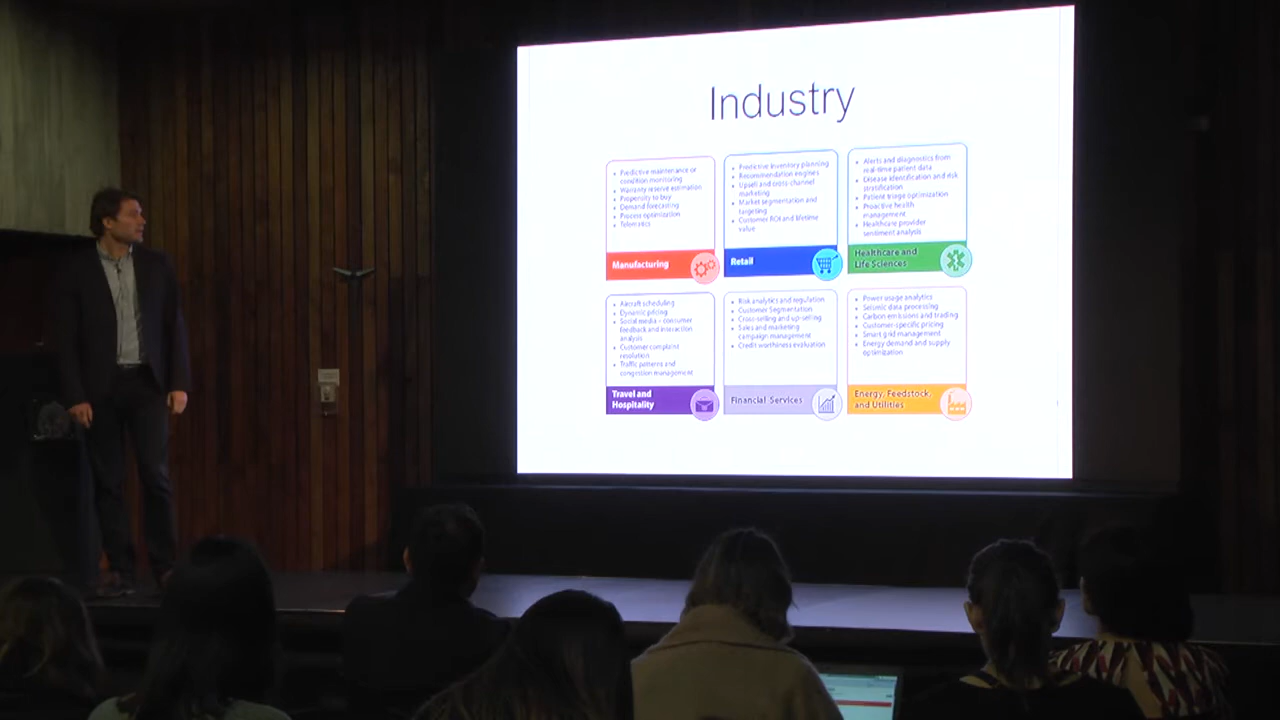 Industry
Predictive maintenance or
condition monitoring
Warranty reserve estimation
Propensity to buy
Demand forecasting
Process optimization
Telematics
Manufacturing
Predictive inventory planning
Recommendation engines
Upsell and cross-channel
marketing
Market segmentation and
targeting
Customer ROI and lifetime
value
Retail
Alerts and diagnostics from
real-time patient data
Disease identification and risk
stratification
Patient triage optimization
Proactive health
management
Healthcare provider
sentiment analysis
Healthcare and
Life Sciences
Aircraft scheduling
Dynamic pricing
Social media – consumer
feedback and interaction
analysis
Customer complaint
resolution
Traffic patterns and
congestion management
Travel and
Hospitality
Risk analytics and regulation
Customer Segmentation
Cross-selling and up-selling
Sales and marketing
campaign management
Credit worthiness evaluation
Financial Services
Power usage analytics
Seismic data processing
Carbon emissions and trading
Customer-specific pricing
Smart grid management
Energy demand and supply
optimization
Energy, Feedstock,
and Utilities